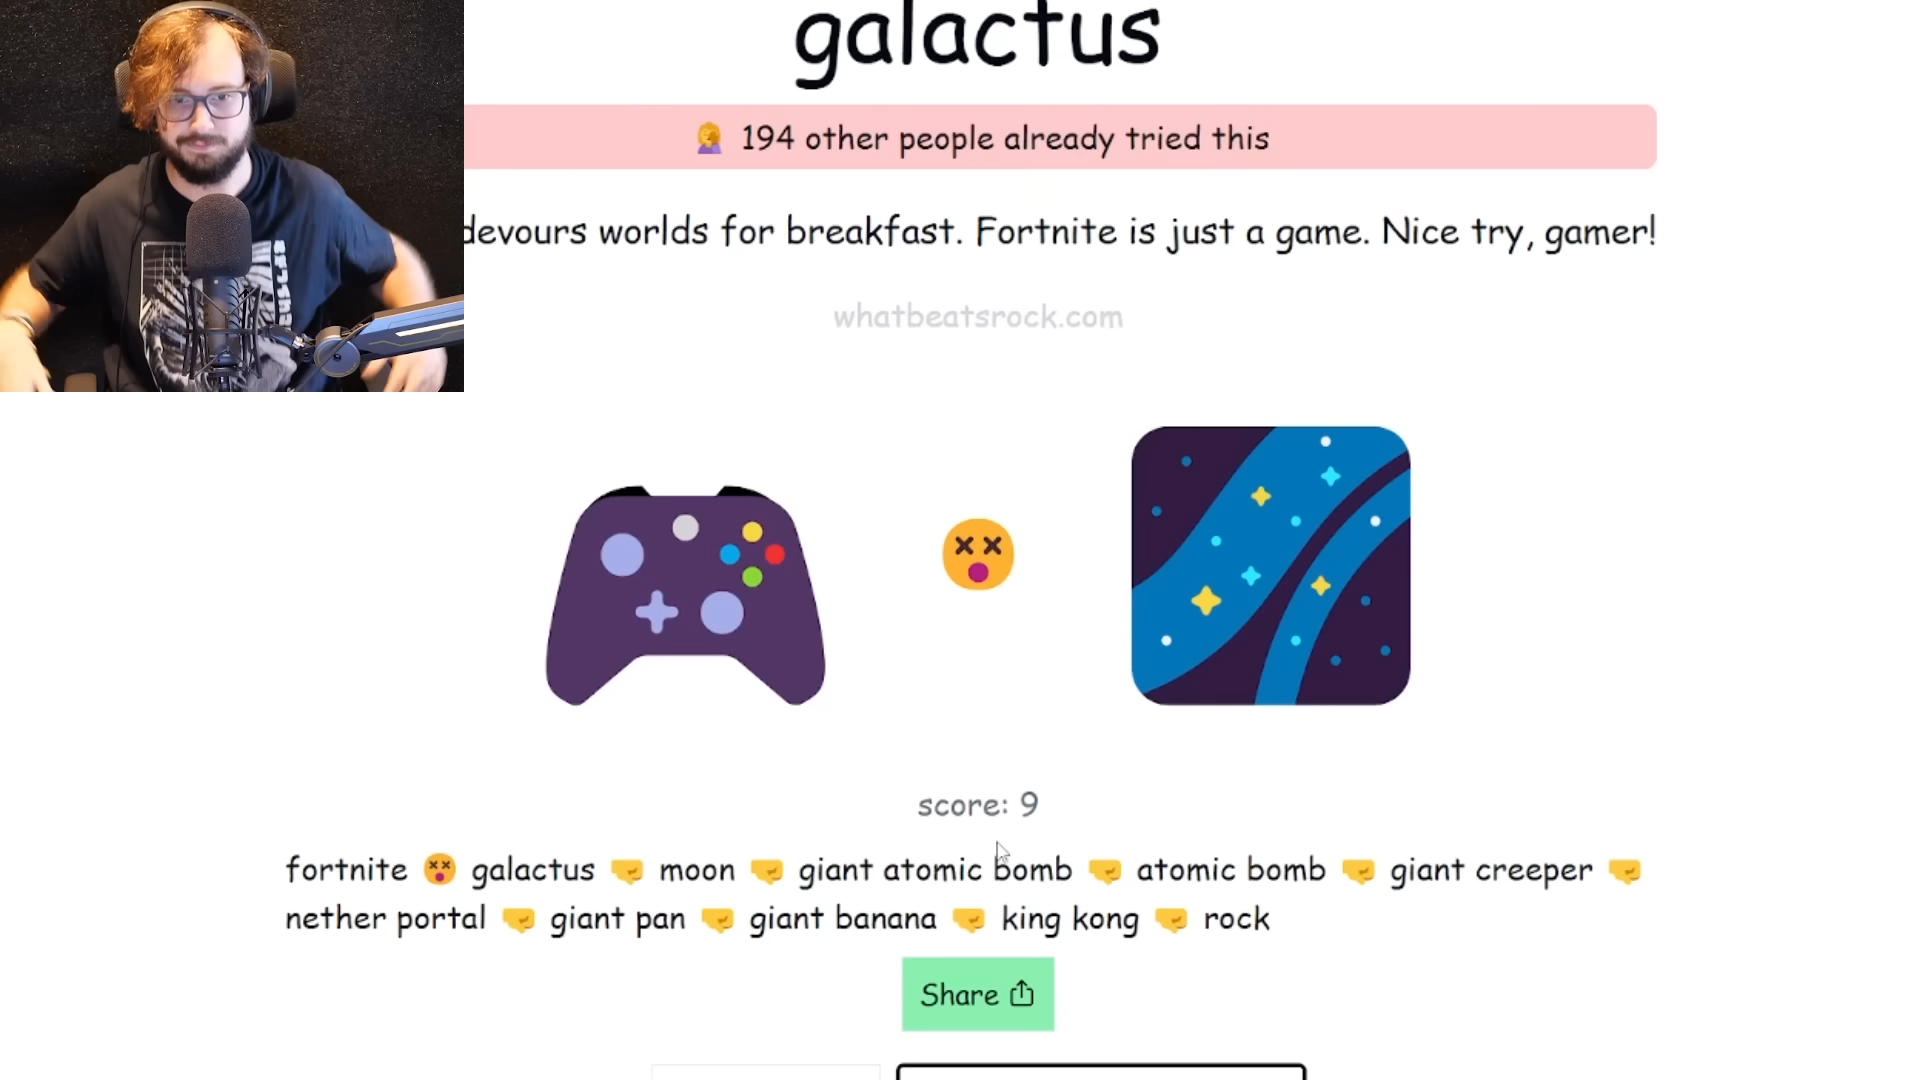 galactus
194 other people already tried this
devours worlds for breakfast. Fortnite is just a game. Nice try, gamer!
whatbeatsrock.com
score: 9
fortnite 😵 galactus 🤜 moon 🤜 giant atomic bomb 🤜 atomic bomb 🤜 giant creeper 🤜
nether portal 🤜 giant pan 🤜 giant banana 🤜 king kong 🤜 rock
Share